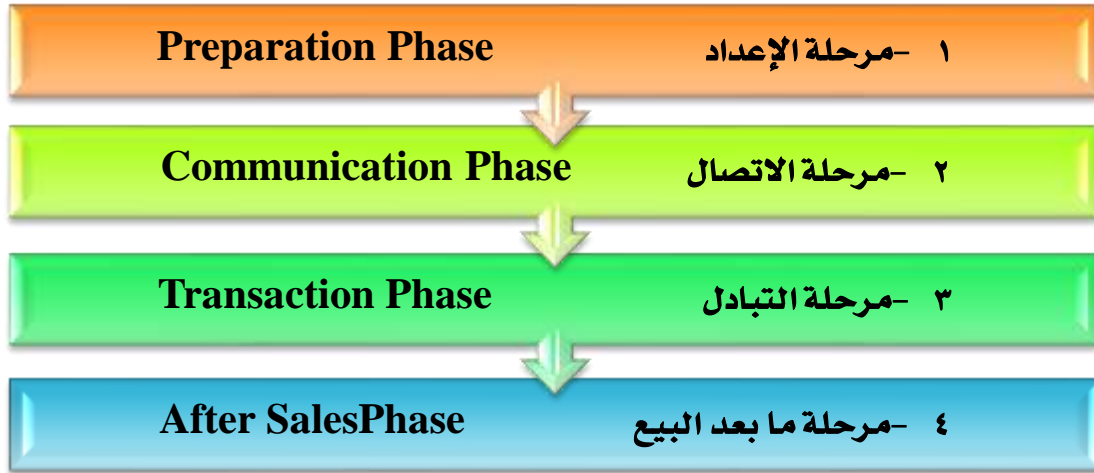 Preparation Phase ١ -مرحلة الإعداد
Communication Phase ٢ -مرحلة الاتصال
Transaction Phase ٣ -مرحلة التبادل
After SalesPhase ٤ -مرحلة ما بعد البيع